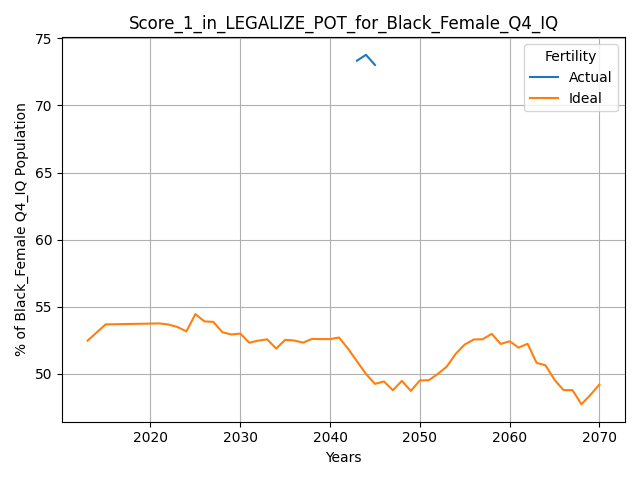 Score_1_in_LEGALIZE_POT_for_Black_Female_Q4_IQ
75
70
65
60
55
50
% of Black_Female Q4_IQ Population
Fertility
Actual
Ideal
2020 2030 2040 2050 2060 2070
Years